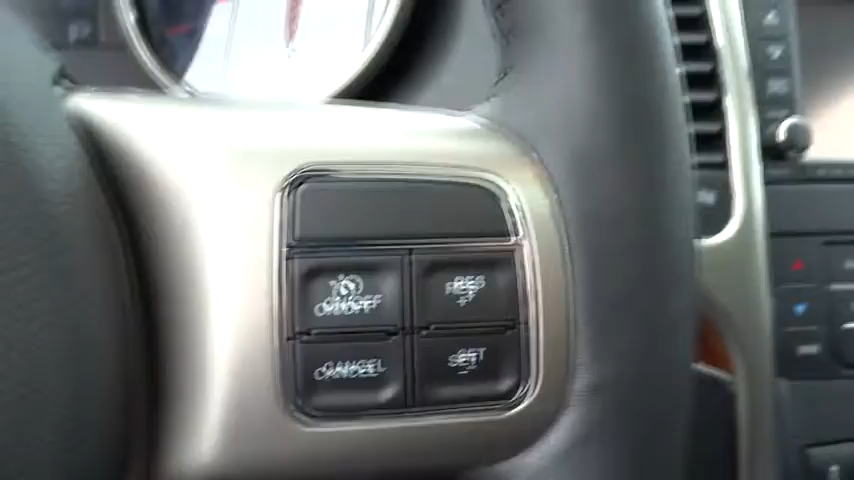 ON/OFF
RES
+
CANCEL
SET
-